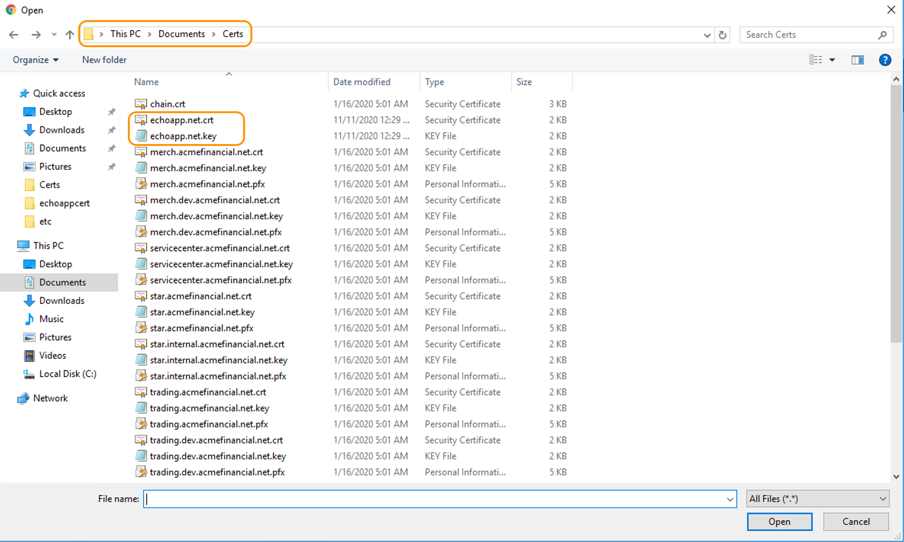 Open
This PC > Documents > Certs
Search Certs
Organize
New folder
Name Date modified Type Size
Quick access
Desktop
Downloads
Documents
Pictures
Certs
echoappcert
etc
This PC
Desktop
Documents
Downloads
Music
Pictures
Videos
Local Disk (C:)
Network
chain.crt 1/16/2020 5:01 AM Security Certificate 3 KB
echoapp.net.crt 11/11/2020 12:29 ... Security Certificate 2 KB
echoapp.net.key 11/11/2020 12:29 ... KEY File 2 KB
merch.acmefinancial.net.crt 1/16/2020 5:01 AM Security Certificate 2 KB
merch.acmefinancial.net.key 1/16/2020 5:01 AM KEY File 2 KB
merch.acmefinancial.net.pfx 1/16/2020 5:01 AM Personal Informati... 5 KB
merch.dev.acmefinancial.net.crt 1/16/2020 5:01 AM Security Certificate 2 KB
merch.dev.acmefinancial.net.key 1/16/2020 5:01 AM KEY File 2 KB
merch.dev.acmefinancial.net.pfx 1/16/2020 5:01 AM Personal Informati... 5 KB
servicecenter.acmefinancial.net.crt 1/16/2020 5:01 AM Security Certificate 2 KB
servicecenter.acmefinancial.net.key 1/16/2020 5:01 AM KEY File 2 KB
servicecenter.acmefinancial.net.pfx 1/16/2020 5:01 AM Personal Informati... 5 KB
star.acmefinancial.net.crt 1/16/2020 5:01 AM Security Certificate 2 KB
star.acmefinancial.net.key 1/16/2020 5:01 AM KEY File 2 KB
star.acmefinancial.net.pfx 1/16/2020 5:01 AM Personal Informati... 5 KB
star.internal.acmefinancial.net.crt 1/16/2020 5:01 AM Security Certificate 2 KB
star.internal.acmefinancial.net.key 1/16/2020 5:01 AM KEY File 2 KB
star.internal.acmefinancial.net.pfx 1/16/2020 5:01 AM Personal Informati... 5 KB
trading.acmefinancial.net.crt 1/16/2020 5:01 AM Security Certificate 2 KB
trading.acmefinancial.net.key 1/16/2020 5:01 AM KEY File 2 KB
trading.acmefinancial.net.pfx 1/16/2020 5:01 AM Personal Informati... 5 KB
trading.dev.acmefinancial.net.crt 1/16/2020 5:01 AM Security Certificate 2 KB
trading.dev.acmefinancial.net.key 1/16/2020 5:01 AM KEY File 2 KB
trading.dev.acmefinancial.net.pfx 1/16/2020 5:01 AM Personal Informati... 5 KB
File name:
All Files (*.*)
Open
Cancel